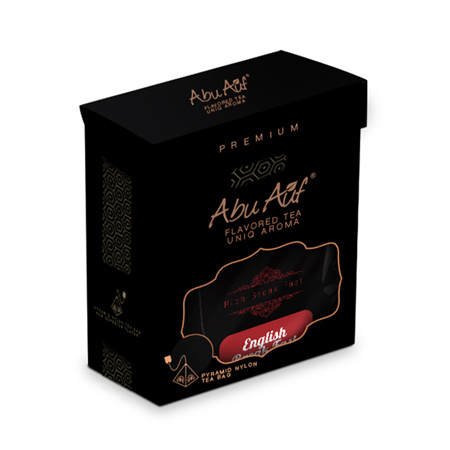 Abu Auf
FLAVORED TEA
UNIQ AROMA
PREMIUM
Abu Auf®
FLAVORED TEA
UNIQ AROMA
English
PYRAMID NYLON
TEA BAG